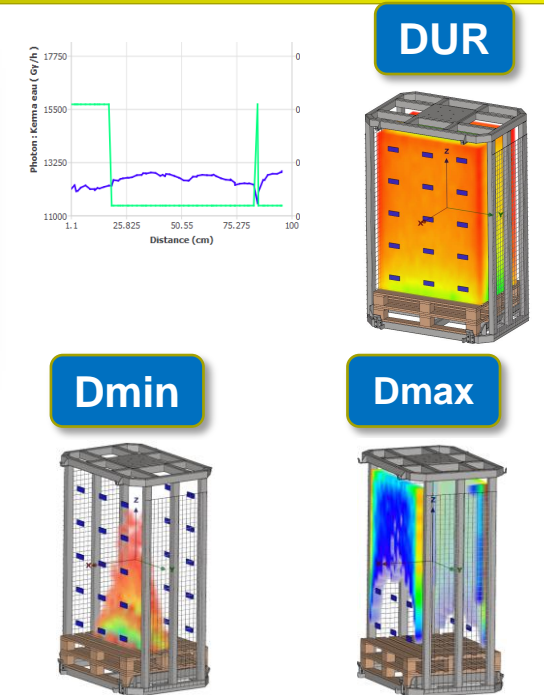 DUR
17750
15500
13250
11000
0
0
0
0
Photon : Kerma eau ( Gy/h )
1.1
25.825
50.55
75.275
100
Distance (cm)
Z
X
Y
Dmin
Dmax
Z
X
Y
Z
Y